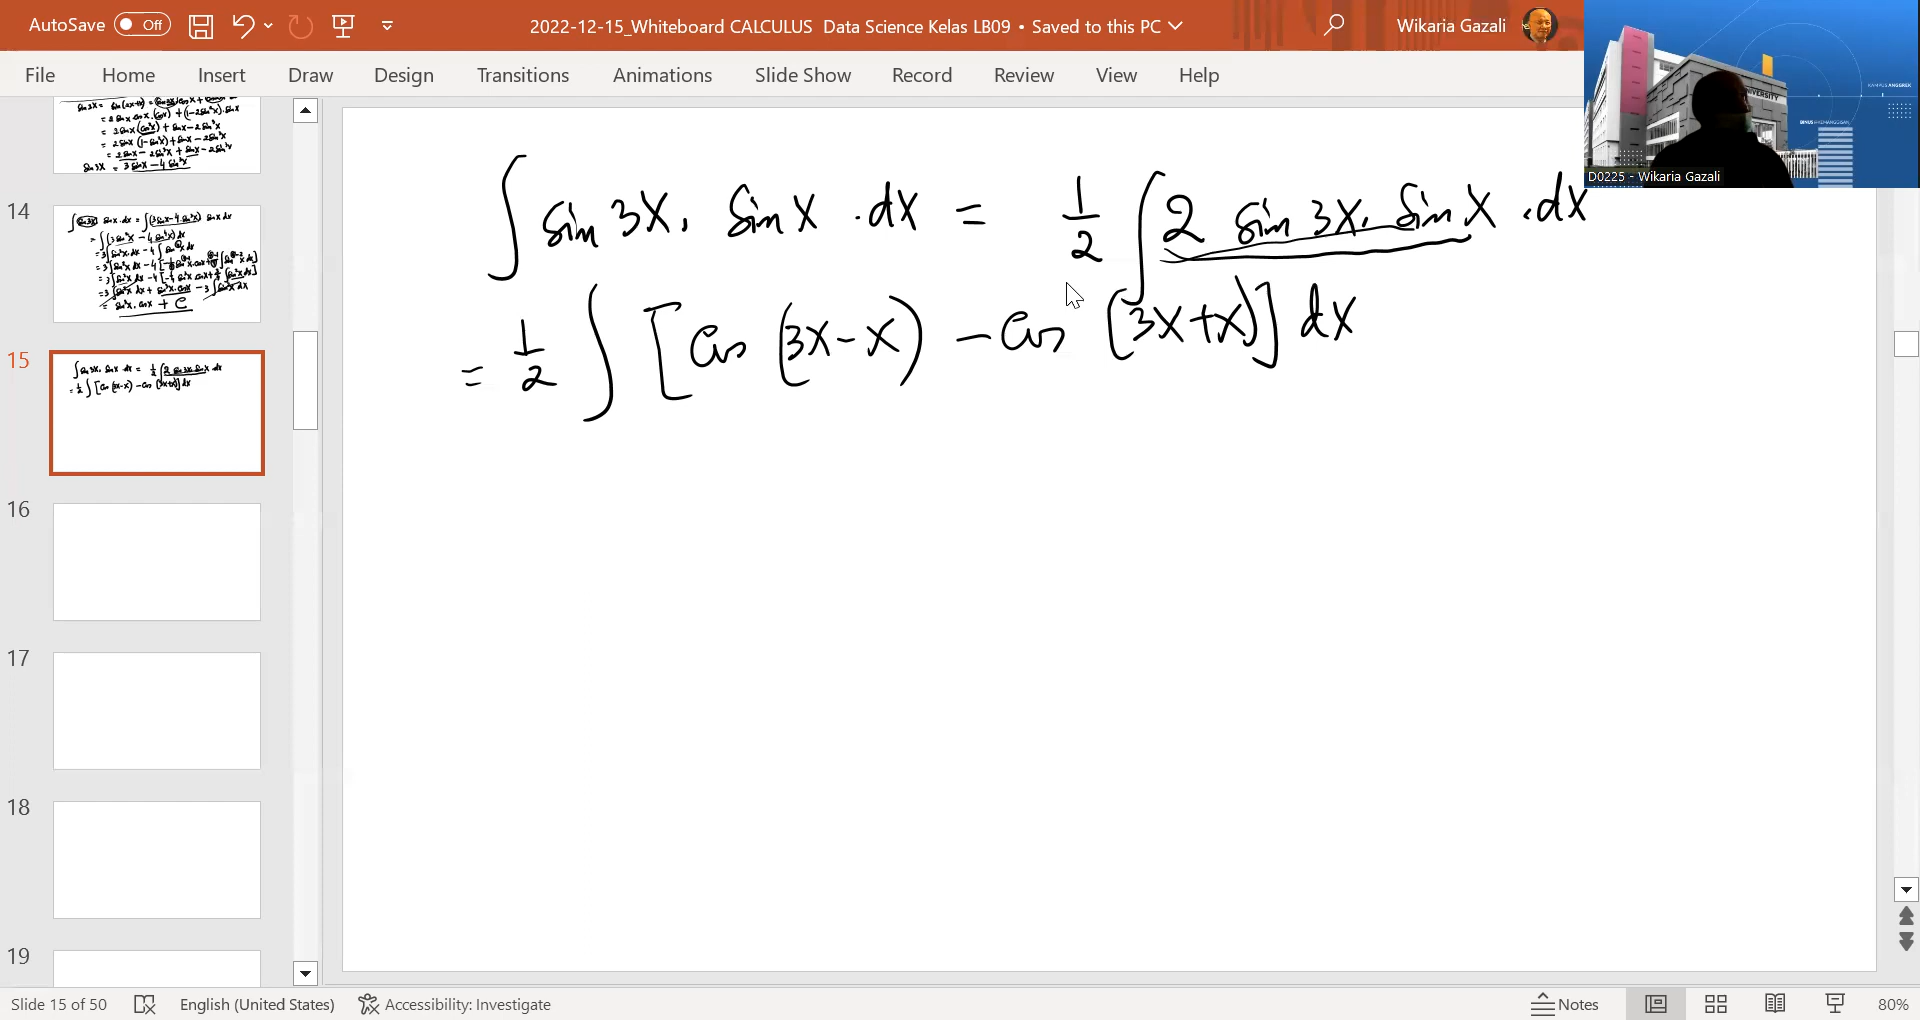 AutoSave Off
2022-12-15_Whiteboard CALCULUS Data Science Kelas LB09 • Saved to this PC
Wikaria Gazali
File Home Insert Draw Design Transitions Animations Slide Show Record Review View Help
KAMPUS ANGGREK
D0225 - Wikaria Gazali
∫ sin 3x. sin x .dx = 1/2 ∫ 2 sin 3x. sin x .dx
= 1/2 ∫ [cos (3x-x) - cos (3x+x)] dx
14
15
16
17
18
19
Slide 15 of 50 English (United States) Accessibility: Investigate Notes 80%